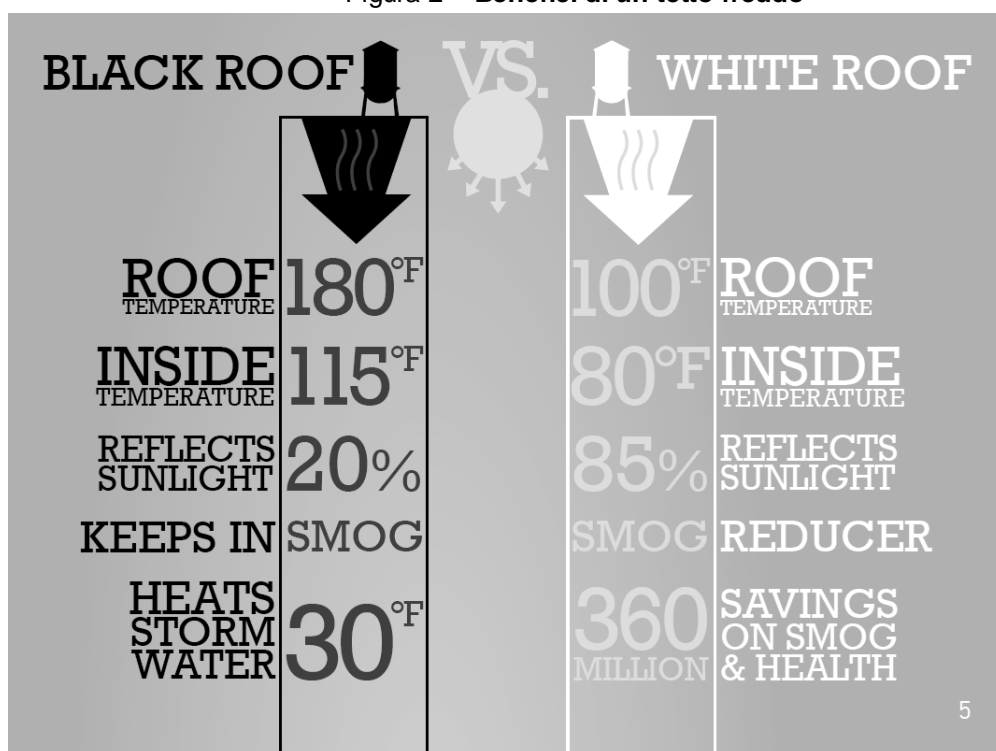 Figura 2 – Benefici di un tetto freddo
BLACK ROOF VS. WHITE ROOF
ROOF
TEMPERATURE
180°F
100°F
ROOF
TEMPERATURE
INSIDE
TEMPERATURE
115°F
80°F
INSIDE
TEMPERATURE
REFLECTS
SUNLIGHT
20%
85%
REFLECTS
SUNLIGHT
KEEPS IN SMOG
SMOG REDUCER
HEATS
STORM
WATER
30°F
360
MILLION
SAVINGS
ON SMOG
& HEALTH
5